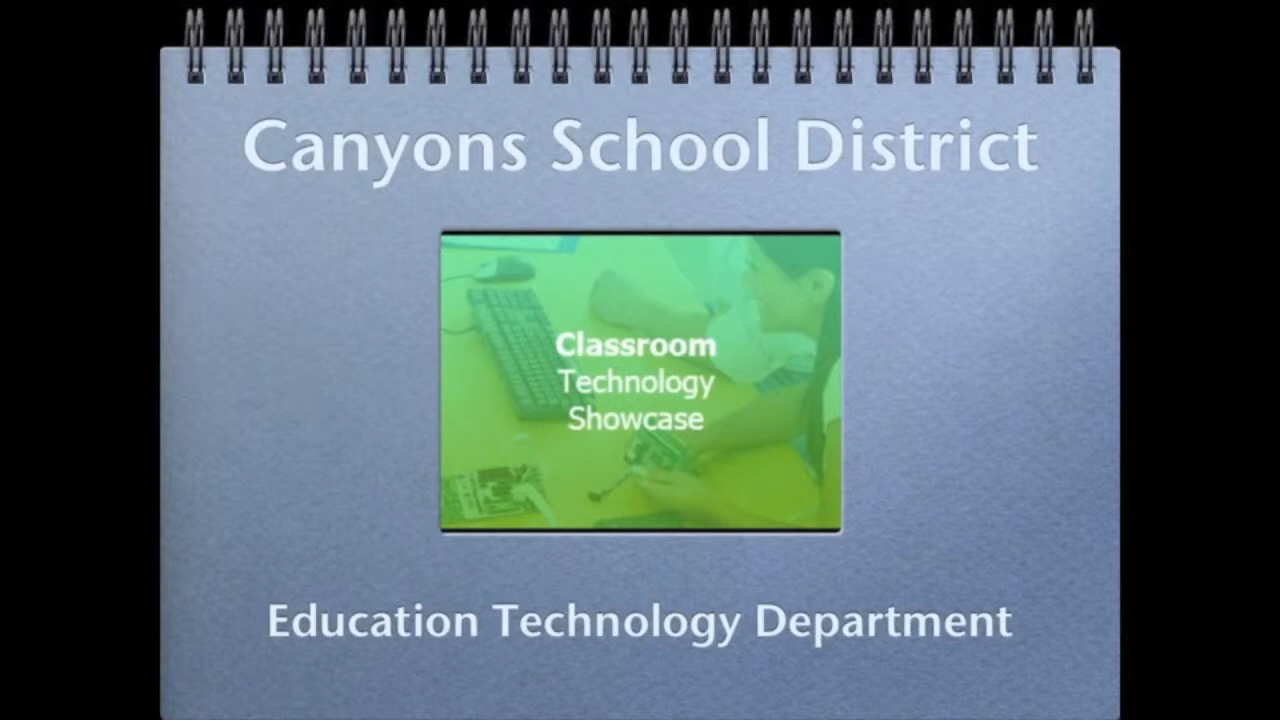 Canyons School District
Classroom
Technology
Showcase
Education Technology Department